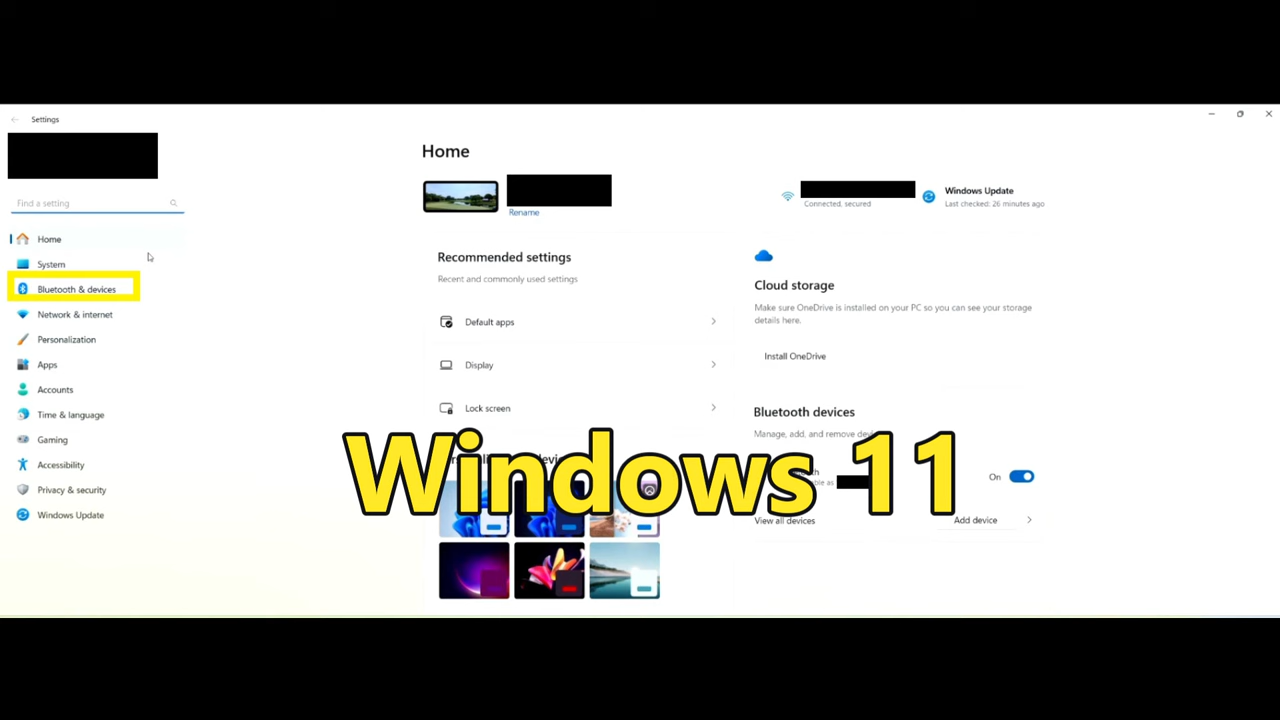 Settings
Home
Rename
Connected, secured
Windows Update
Last checked: 26 minutes ago
Find a setting
Home
System
Bluetooth & devices
Network & internet
Personalization
Apps
Accounts
Time & language
Gaming
Accessibility
Privacy & security
Windows Update
Recommended settings
Recent and commonly used settings
Default apps
Display
Lock screen
Cloud storage
Make sure OneDrive is installed on your PC so you can see your storage
details here.
Install OneDrive
Bluetooth devices
Manage, add, and remove
On
View all devices
Add device
Windows 11